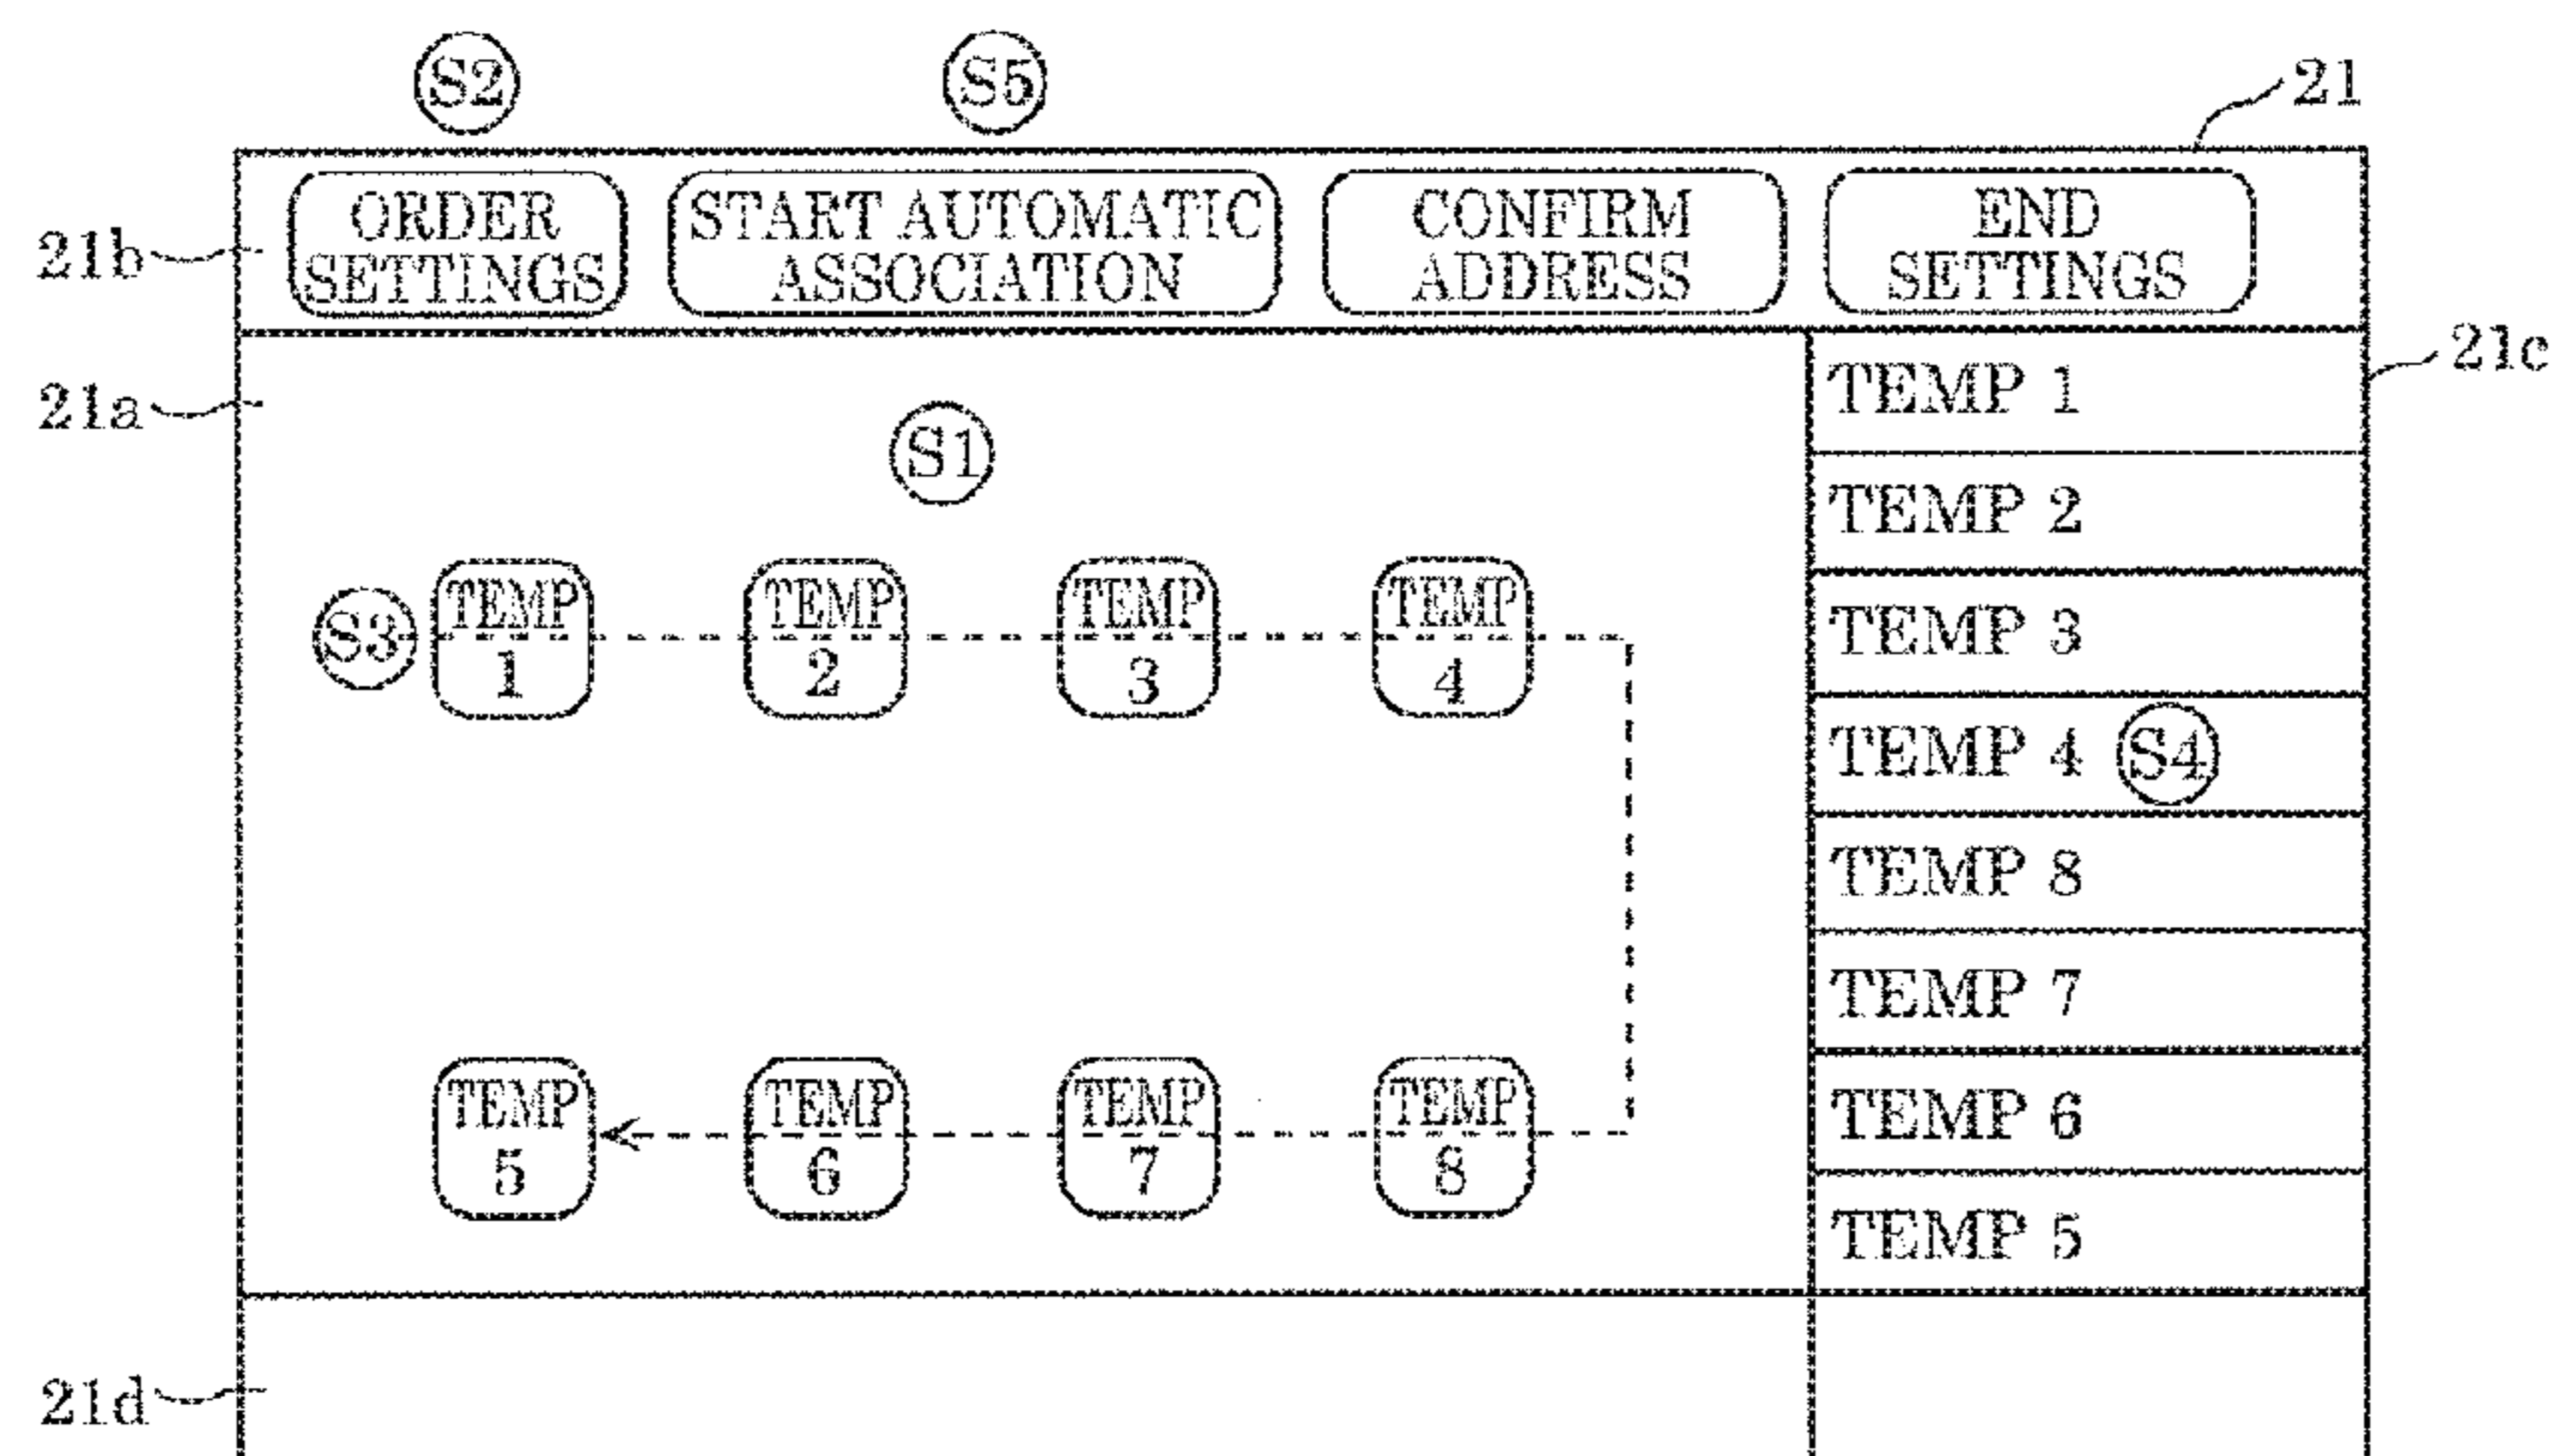 S2
S5
21
ORDER
SETTINGS
START AUTOMATIC
ASSOCIATION
CONFIRM
ADDRESS
END
SETTINGS
21b
21c
21a
S1
S3
TEMP
1
TEMP
2
TEMP
3
TEMP
4
TEMP
5
TEMP
6
TEMP
7
TEMP
8
TEMP 1
TEMP 2
TEMP 3
TEMP 4
S4
TEMP 8
TEMP 7
TEMP 6
TEMP 5
21d